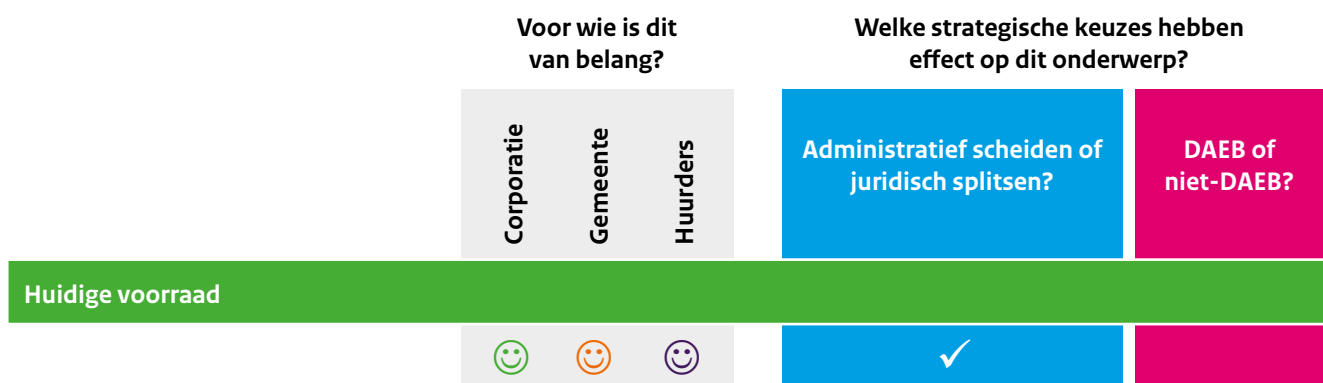 Voor wie is dit
van belang?
Welke strategische keuzes hebben
effect op dit onderwerp?
Corporatie
Gemeente
Huurders
Administratief scheiden of
juridisch splitsen?
DAEB of
niet-DAEB?
Huidige voorraad